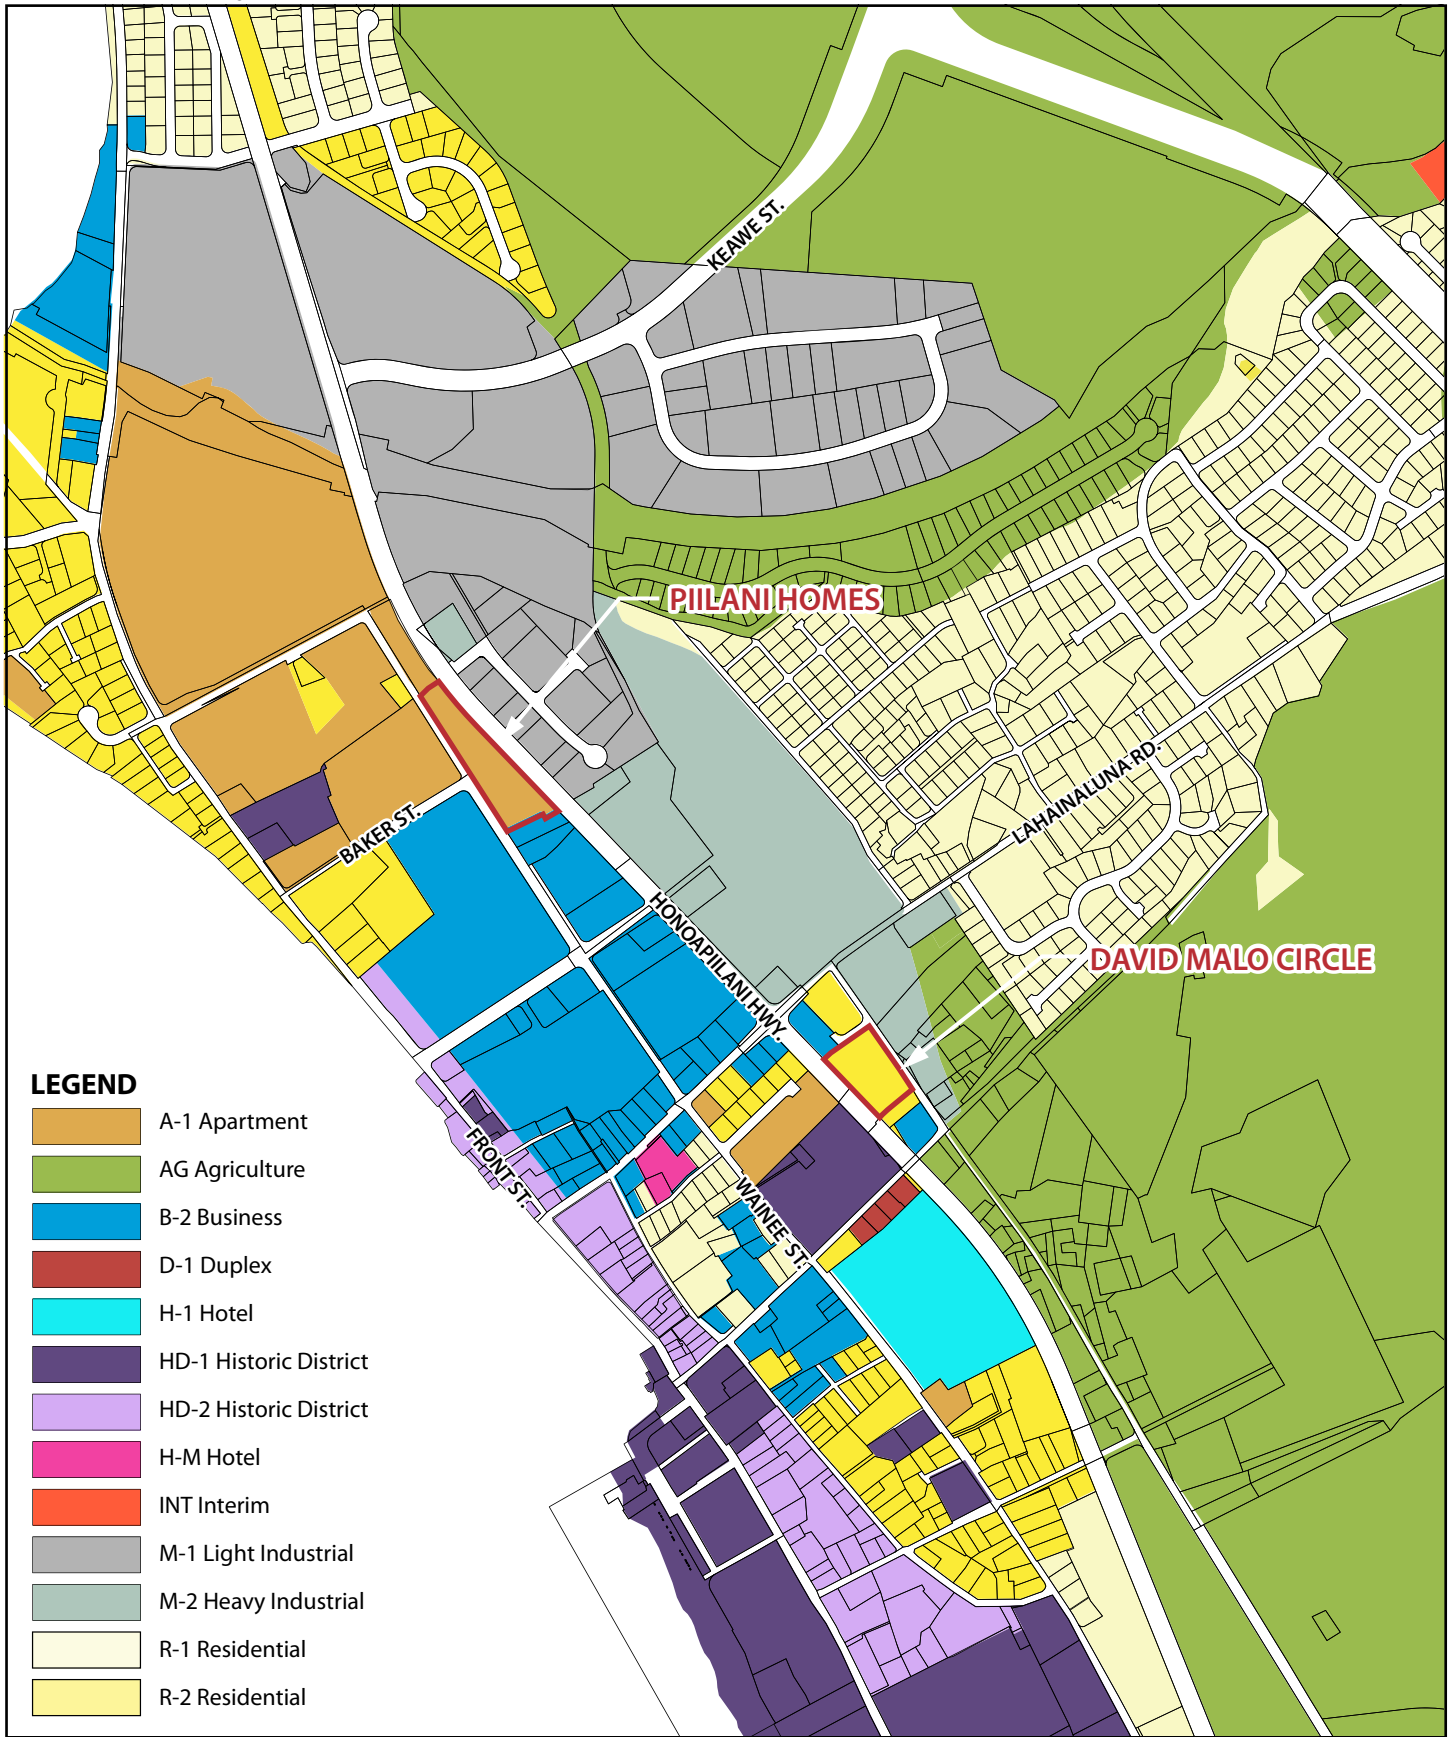 KEAWE ST.
PIILANI HOMES
LAHAINALUNA RD.
BAKER ST.
HONOAPIILANI HWY.
DAVID MALO CIRCLE
FRONT ST.
WAINEE ST.
LEGEND
A-1 Apartment
AG Agriculture
B-2 Business
D-1 Duplex
H-1 Hotel
HD-1 Historic District
HD-2 Historic District
H-M Hotel
INT Interim
M-1 Light Industrial
M-2 Heavy Industrial
R-1 Residential
R-2 Residential